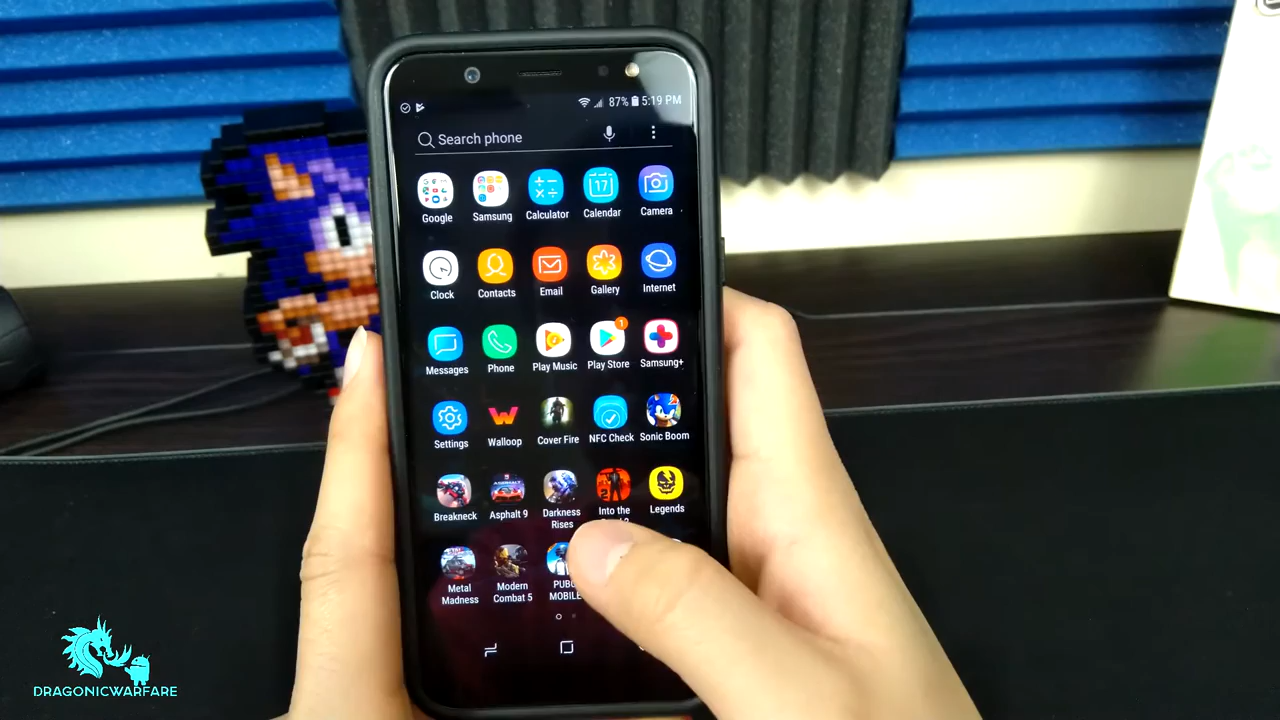 87% 5:19 PM
Search phone
Google Samsung Calculator Calendar Camera
17
Clock Contacts Email Gallery Internet
1
Messages Phone Play Music Play Store Samsung+
Settings Walloop Cover Fire NFC Check Sonic Boom
Breakneck Asphalt 9 Darkness Rises Into the Legends
Metal Madness Modern Combat 5 MOBILE
DRAGONICWARFARE